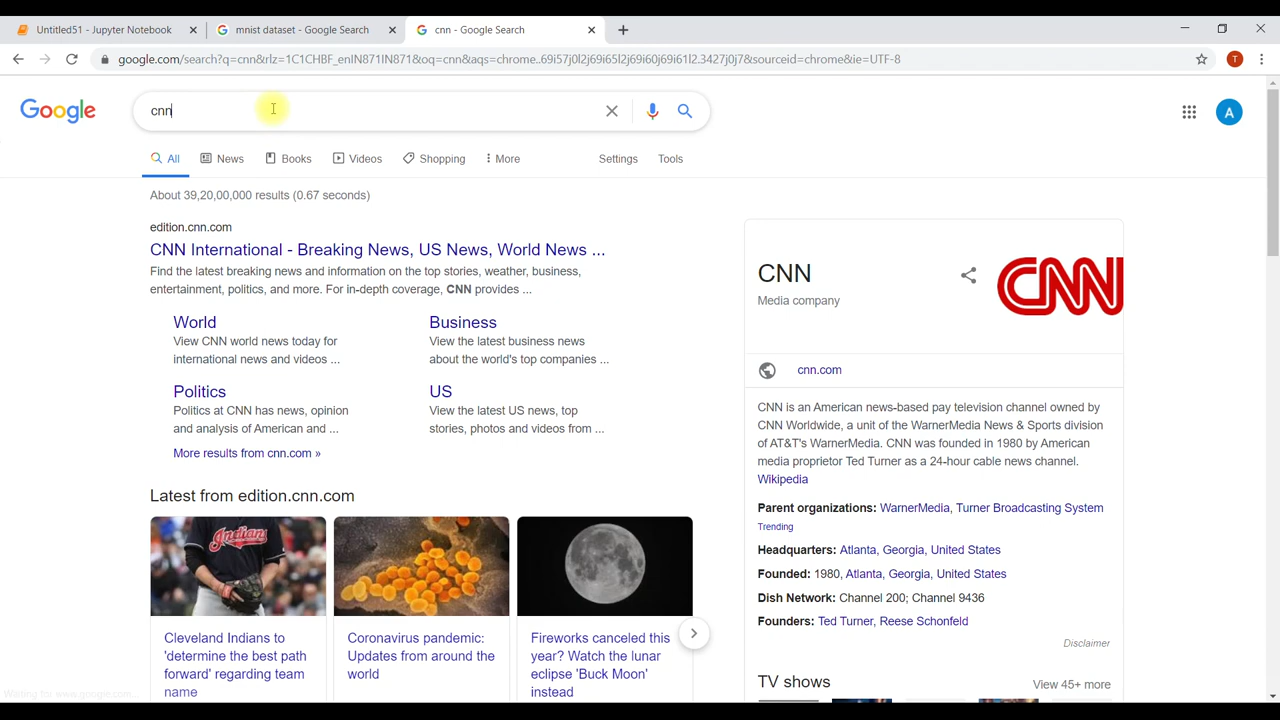 Untitled51 - Jupyter Notebook
mnist dataset - Google Search
cnn - Google Search
google.com/search?q=cnn&rlz=1C1CHBF_enIN871IN871&oq=cnn&aqs=chrome..69i57j0l2j69i65l2j69i60j69i61l2.3427j0j7&sourceid=chrome&ie=UTF-8
T
Google
cnn
A
All
News
Books
Videos
Shopping
More
Settings
Tools
About 39,20,00,000 results (0.67 seconds)
edition.cnn.com
CNN International - Breaking News, US News, World News ...
Find the latest breaking news and information on the top stories, weather, business,
entertainment, politics, and more. For in-depth coverage, CNN provides ...
World
View CNN world news today for
international news and videos ...
Business
View the latest business news
about the world's top companies ...
Politics
Politics at CNN has news, opinion
and analysis of American and ...
US
View the latest US news, top
stories, photos and videos from ...
More results from cnn.com »
Latest from edition.cnn.com
Indians
Cleveland Indians to
'determine the best path
forward' regarding team
name
Coronavirus pandemic:
Updates from around the
world
Fireworks canceled this
year? Watch the lunar
eclipse 'Buck Moon'
instead
Waiting for www.google.com...
CNN
Media company
CNN
cnn.com
CNN is an American news-based pay television channel owned by
CNN Worldwide, a unit of the WarnerMedia News & Sports division
of AT&T's WarnerMedia. CNN was founded in 1980 by American
media proprietor Ted Turner as a 24-hour cable news channel.
Wikipedia
Parent organizations: WarnerMedia, Turner Broadcasting System
Trending
Headquarters: Atlanta, Georgia, United States
Founded: 1980, Atlanta, Georgia, United States
Dish Network: Channel 200; Channel 9436
Founders: Ted Turner, Reese Schonfeld
Disclaimer
TV shows
View 45+ more